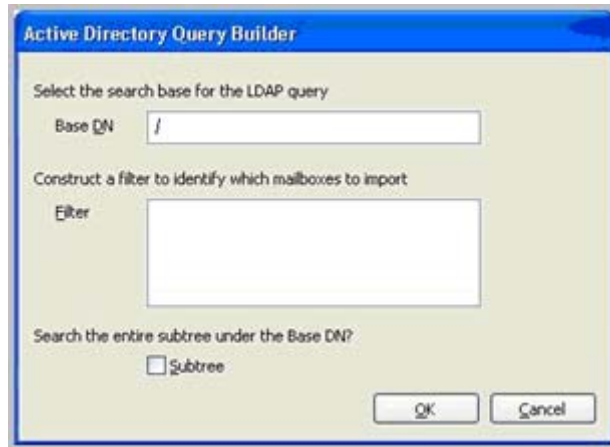 Active Directory Query Builder
Select the search base for the LDAP query
Base DN /
Construct a filter to identify which mailboxes to import
Filter
Search the entire subtree under the Base DN?
Subtree
OK Cancel